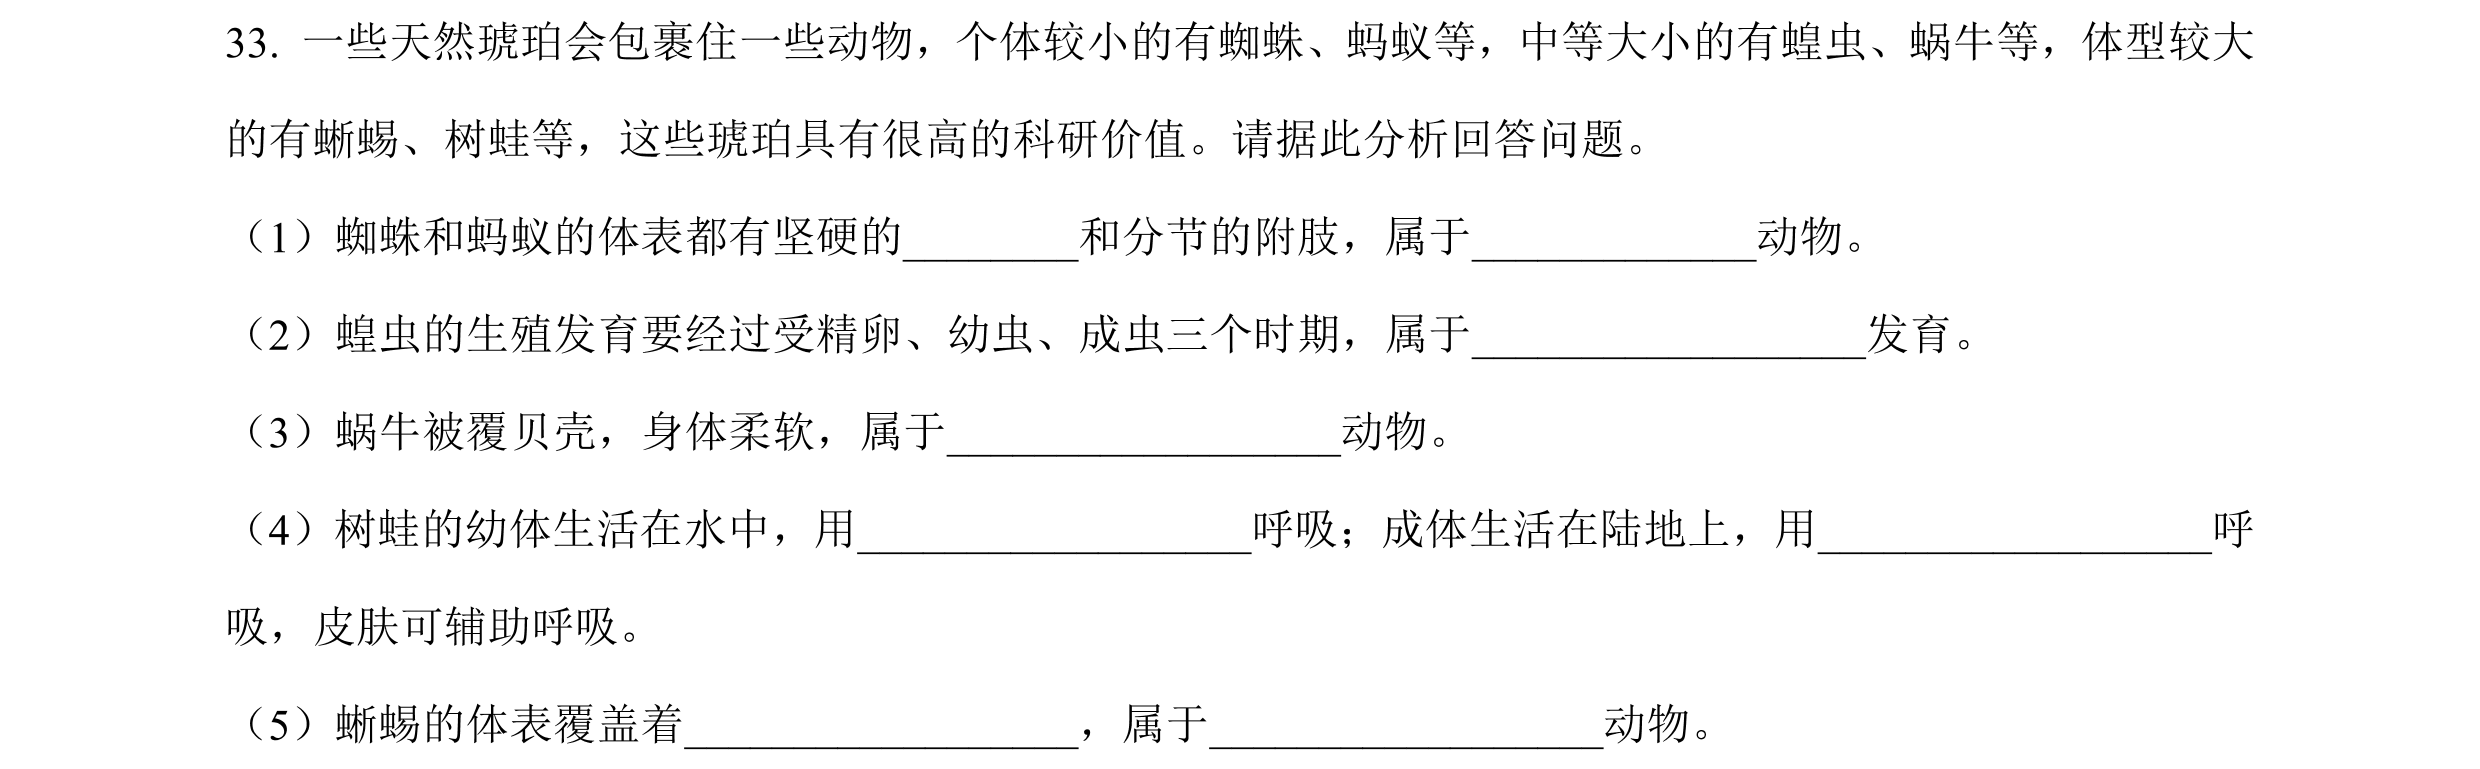 33. 一些天然琥珀会包裹住一些动物，个体较小的有蜘蛛、蚂蚁等，中等大小的有蝗虫、蜗牛等，体型较大
的有蜥蜴、树蛙等，这些琥珀具有很高的科研价值。请据此分析回答问题。
（1）蜘蛛和蚂蚁的体表都有坚硬的________和分节的附肢，属于_____________动物。
（2）蝗虫的生殖发育要经过受精卵、幼虫、成虫三个时期，属于__________________发育。
（3）蜗牛被覆贝壳，身体柔软，属于__________________动物。
（4）树蛙的幼体生活在水中，用__________________呼吸；成体生活在陆地上，用__________________呼
吸，皮肤可辅助呼吸。
（5）蜥蜴的体表覆盖着__________________，属于__________________动物。